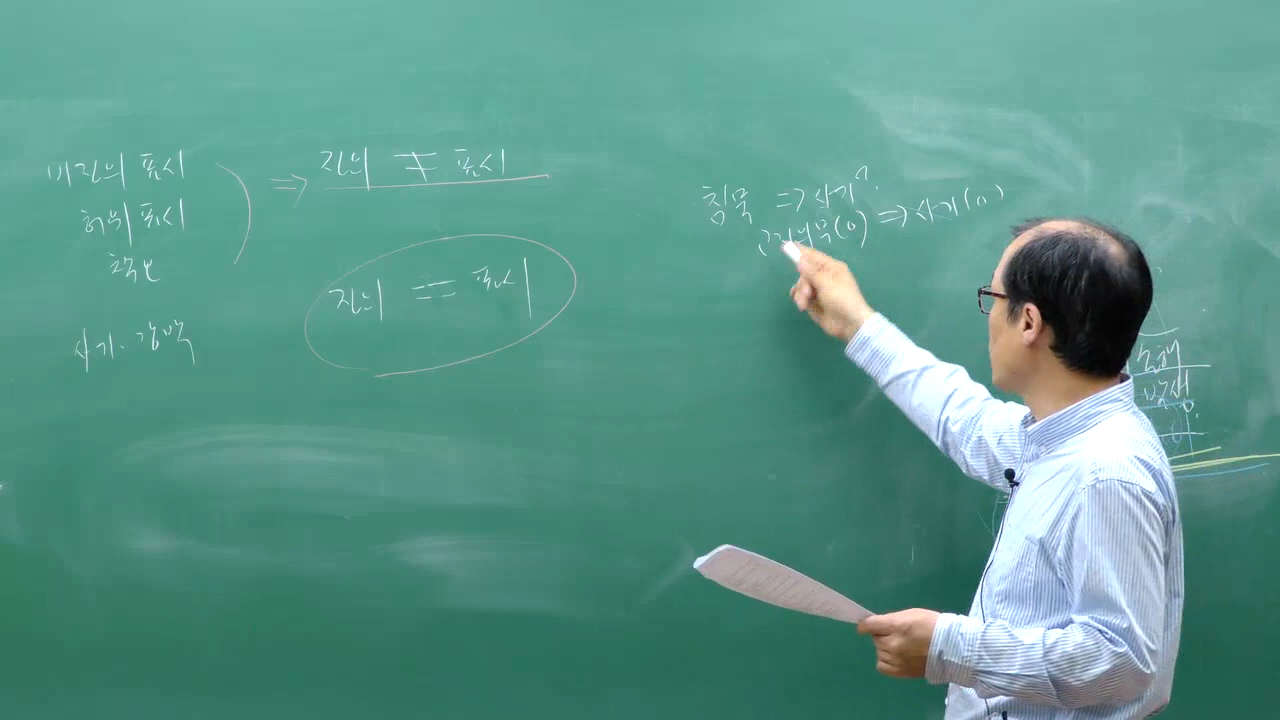 비진의 표시
허위 표시
착오
사기. 강박
⇒ 진의 ≠ 표시
진의 == 표시
침묵 ⇒ 사기?
고지의무(O) ⇒ 사기(O)